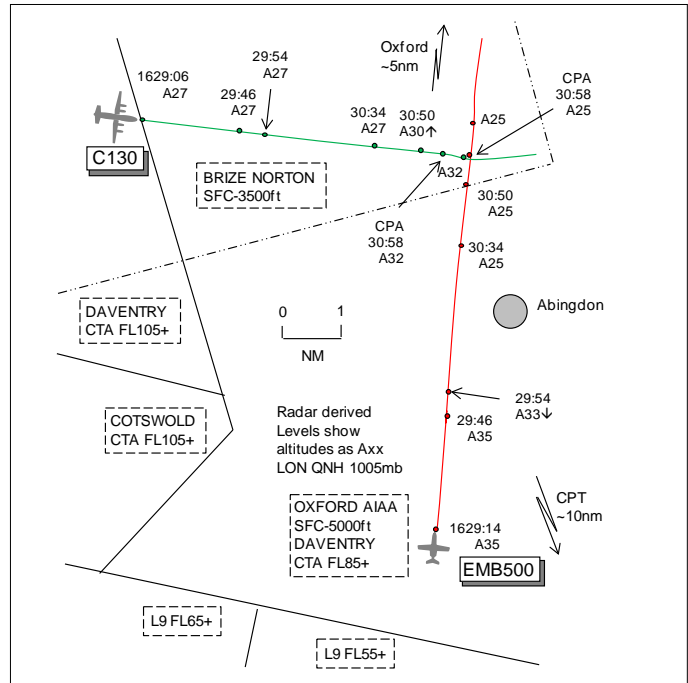 Oxford
~5nm
29:54
A27
1629:06
A27
29:46
A27
30:34
A27
30:50
A30↑
CPA
30:58
A25
A25
C130
A32
BRIZE NORTON
SFC-3500ft
CPA
30:58
A32
30:50
A25
30:34
A25
DAVENTRY
CTA FL105+
0 1
NM
Abingdon
COTSWOLD
CTA FL105+
Radar derived
Levels show
altitudes as Axx
LON QNH 1005mb
29:54
A33↓
29:46
A35
OXFORD AIAA
SFC-5000ft
DAVENTRY
CTA FL85+
CPT
~10nm
1629:14
A35
EMB500
L9 FL65+
L9 FL55+